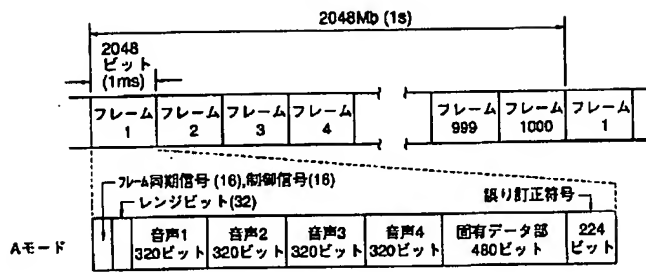 2048Mb (1s)
2048
ビット
(1ms)
フレーム
1
フレーム
2
フレーム
3
フレーム
4
フレーム
999
フレーム
1000
フレーム
1
フレーム同期信号(16),制御信号(16)
レンジビット(32)
誤り訂正符号
Aモード
音声1
320ビット
音声2
320ビット
音声3
320ビット
音声4
320ビット
固有データ部
480ビット
224
ビット